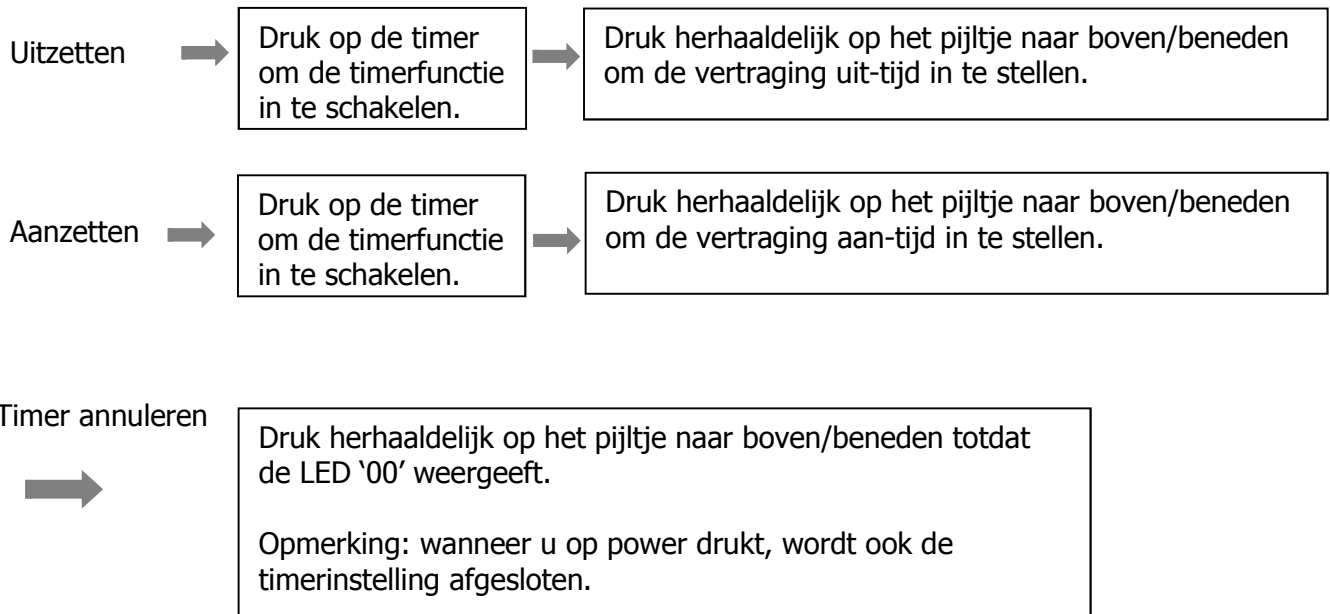 Uitzetten
Druk op de timer
om de timerfunctie
in te schakelen.
Druk herhaaldelijk op het pijltje naar boven/beneden
om de vertraging uit-tijd in te stellen.
Aanzetten
Druk op de timer
om de timerfunctie
in te schakelen.
Druk herhaaldelijk op het pijltje naar boven/beneden
om de vertraging aan-tijd in te stellen.
Timer annuleren
Druk herhaaldelijk op het pijltje naar boven/beneden totdat
de LED ‘00’ weergeeft.
Opmerking: wanneer u op power drukt, wordt ook de
timerinstelling afgesloten.